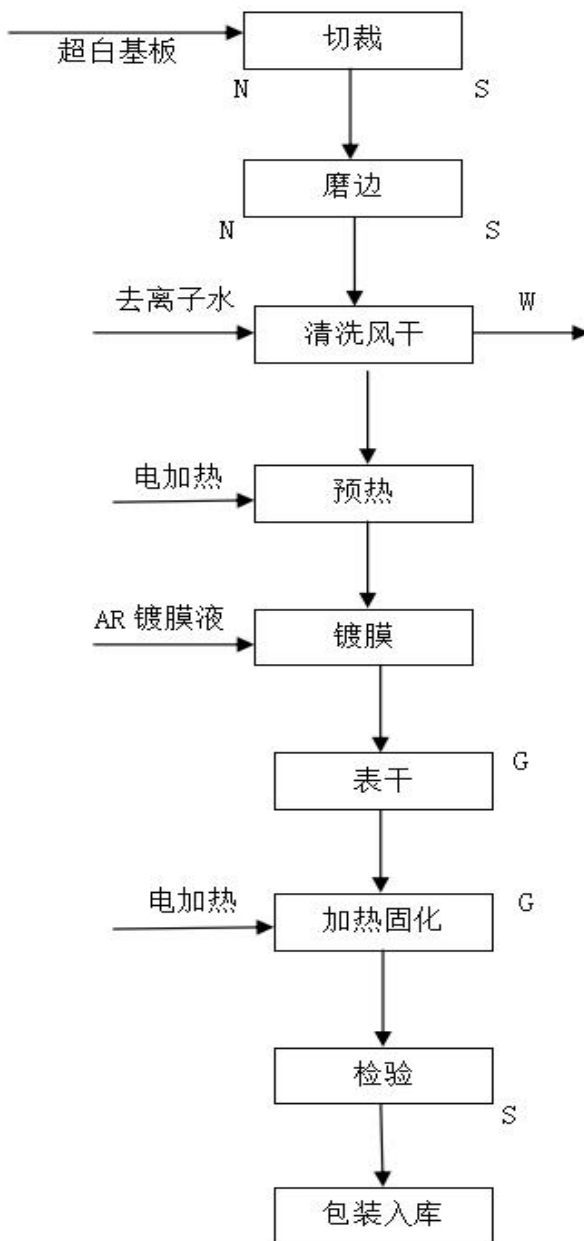 切裁
超白基板
N
S
磨边
N
S
去离子水
清洗风干
W
电加热
预热
AR 镀膜液
镀膜
表干
G
电加热
加热固化
G
检验
S
包装入库